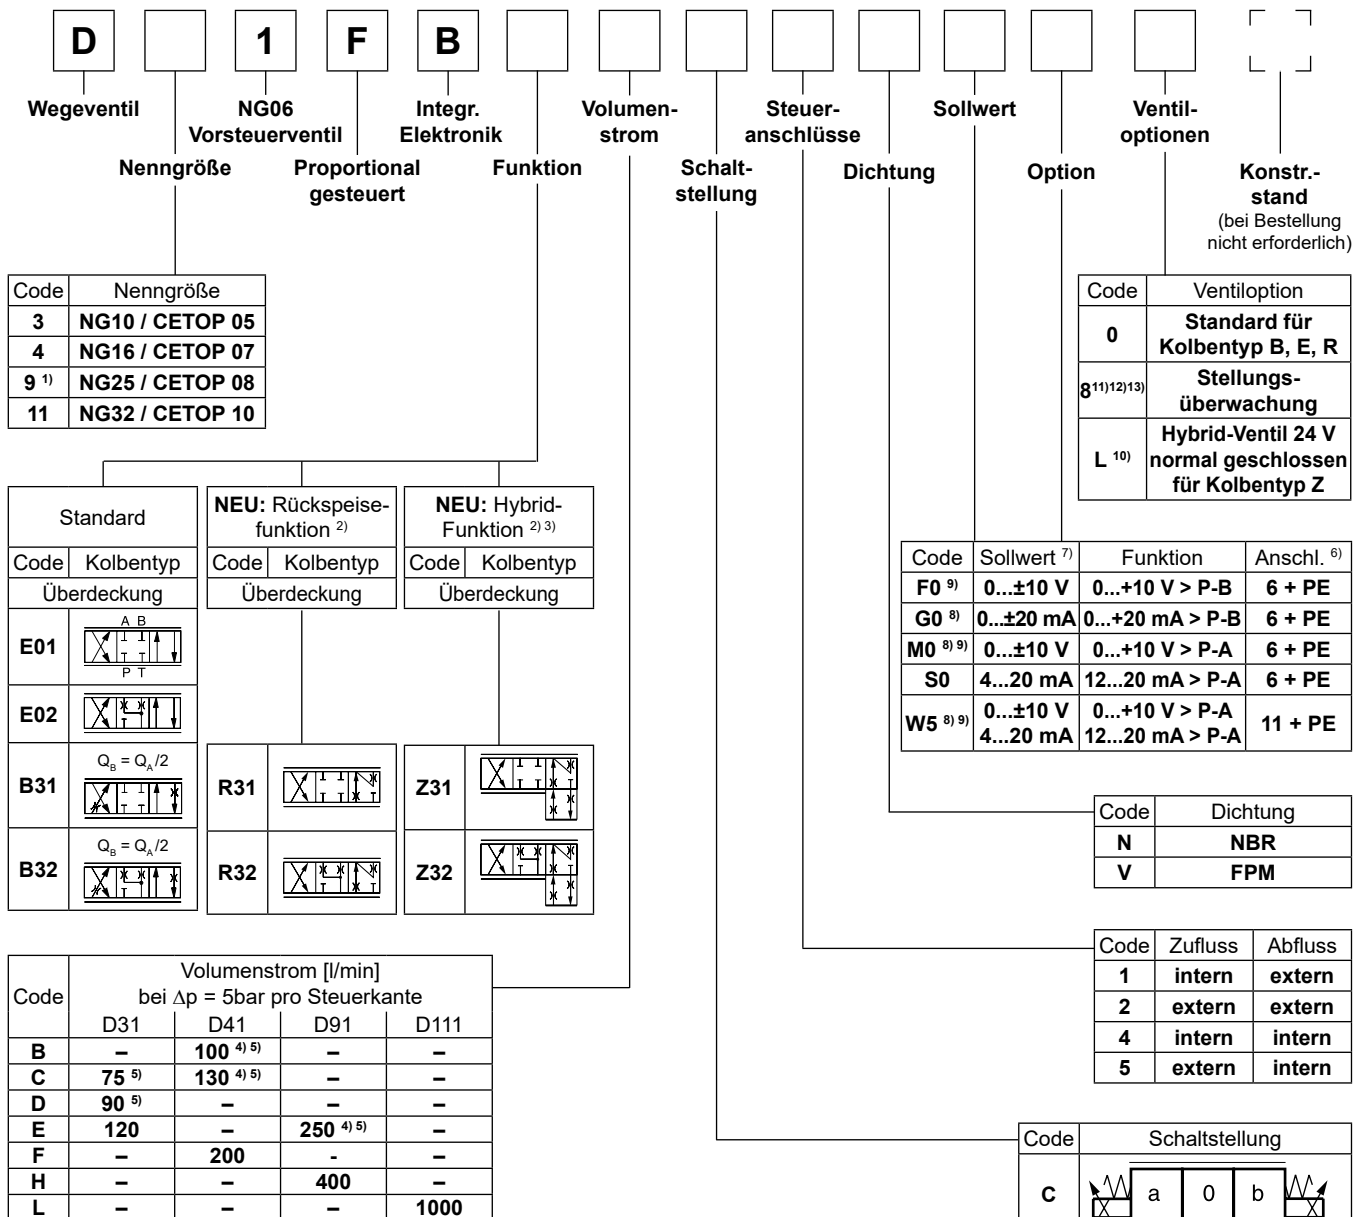 D 1 F B
Wegeventil
NG06
Vorsteuerventil
Integr.
Elektronik
Volumen-
strom
Steuer-
anschlüsse
Sollwert
Ventil-
optionen
Nenngröße
Proportional
gesteuert
Funktion
Schalt-
stellung
Dichtung
Option
Konstr.-
stand
(bei Bestellung
nicht erforderlich)
Code Nenngröße
3 NG10 / CETOP 05
4 NG16 / CETOP 07
9 1) NG25 / CETOP 08
11 NG32 / CETOP 10
Code Ventiloption
0 Standard für
Kolbentyp B, E, R
8 11)12)13) Stellungs-
überwachung
L 10) Hybrid-Ventil 24 V
normal geschlossen
für Kolbentyp Z
Standard
Code Kolbentyp
Überdeckung
E01 A B
P T
E02
B31 QB = QA/2
B32 QB = QA/2
NEU: Rückspeise-
funktion 2)
Code Kolbentyp
Überdeckung
R31
R32
NEU: Hybrid-
Funktion 2) 3)
Code Kolbentyp
Überdeckung
Z31
Z32
Code Sollwert 7) Funktion Anschl. 6)
F0 9) 0...±10 V 0...+10 V > P-B 6 + PE
G0 8) 0...±20 mA 0...+20 mA > P-B 6 + PE
M0 8) 9) 0...±10 V 0...+10 V > P-A 6 + PE
S0 4...20 mA 12...20 mA > P-A 6 + PE
W5 8) 9) 0...±10 V 0...+10 V > P-A 11 + PE
4...20 mA 12...20 mA > P-A
Code Dichtung
N NBR
V FPM
Code Zufluss Abfluss
1 intern extern
2 extern extern
4 intern intern
5 extern intern
Code Volumenstrom [l/min]
bei Δp = 5bar pro Steuerkante
D31 D41 D91 D111
B – 100 4) 5) – –
C 75 5) 130 4) 5) – –
D 90 5) – – –
E 120 – 250 4) 5) –
F – 200 - –
H – – 400 –
L – – – 1000
Code Schaltstellung
C a 0 b